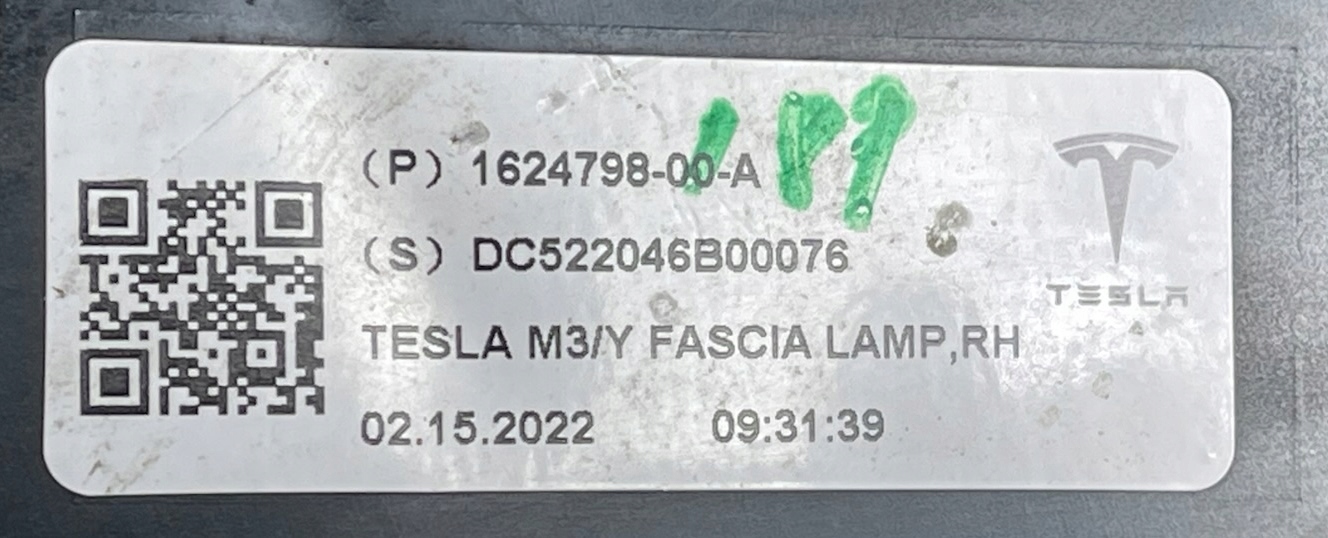 (P) 1624798-00-A
(S) DC522046B00076
TESLA M3/Y FASCIA LAMP,RH
02.15.2022 09:31:39
TESLA